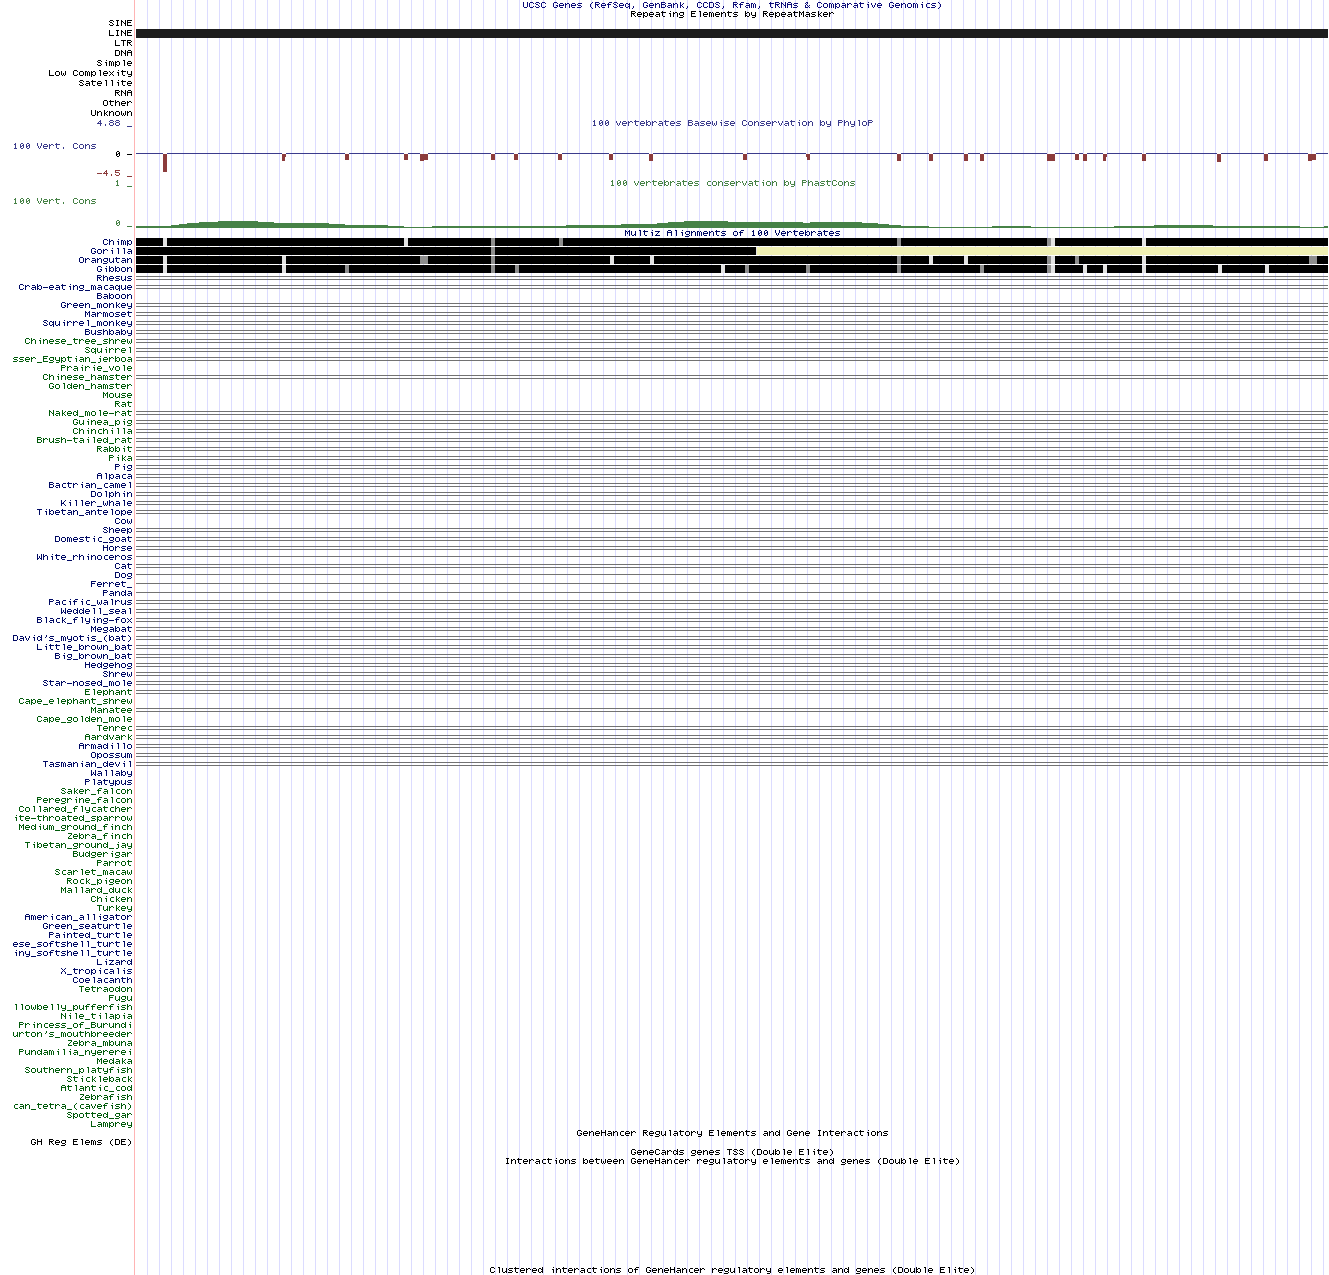 UCSC Genes (RefSeq, GenBank, CCDS, Rfam, tRNAs & Comparative Genomics)
Repeating Elements by RepeatMasker
SINE
LINE
LTR
DNA
Simple
Low Complexity
Satellite
RNA
Other
Unknown
4.88 _
100 vertebrates Basewise Conservation by PhyloP
100 Vert. Cons
0 _
-4.5 _
1 _
100 vertebrates conservation by PhastCons
100 Vert. Cons
0 _
Multiz Alignments of 100 Vertebrates
Chimp
Gorilla
Orangutan
Gibbon
Rhesus
Crab-eating_macaque
Baboon
Green_monkey
Marmoset
Squirrel_monkey
Bushbaby
Chinese_tree_shrew
Squirrel
sser_Egyptian_jerboa
Prairie_vole
Chinese_hamster
Golden_hamster
Mouse
Rat
Naked_mole-rat
Guinea_pig
Chinchilla
Brush-tailed_rat
Rabbit
Pika
Pig
Alpaca
Bactrian_camel
Dolphin
Killer_whale
Tibetan_antelope
Cow
Sheep
Domestic_goat
Horse
White_rhinoceros
Cat
Dog
Ferret_
Panda
Pacific_walrus
Weddell_seal
Black_flying-fox
Megabat
David's_myotis_(bat)
Little_brown_bat
Big_brown_bat
Hedgehog
Shrew
Star-nosed_mole
Elephant
Cape_elephant_shrew
Manatee
Cape_golden_mole
Tenrec
Aardvark
Armadillo
Opossum
Tasmanian_devil
Wallaby
Platypus
Saker_falcon
Peregrine_falcon
Collared_flycatcher
ite-throated_sparrow
Medium_ground_finch
Zebra_finch
Tibetan_ground_jay
Budgerigar
Parrot
Scarlet_macaw
Rock_pigeon
Mallard_duck
Chicken
Turkey
American_alligator
Green_seaturtle
Painted_turtle
ese_softshell_turtle
iny_softshell_turtle
Lizard
X_tropicalis
Coelacanth
Tetraodon
Fugu
llowbelly_pufferfish
Nile_tilapia
Princess_of_Burundi
urton's_mouthbreeder
Zebra_mbuna
Pundamilia_nyererei
Medaka
Southern_platyfish
Stickleback
Atlantic_cod
Zebrafish
can_tetra_(cavefish)
Spotted_gar
Lamprey
GeneHancer Regulatory Elements and Gene Interactions
GH Reg Elems (DE)
GeneCards genes TSS (Double Elite)
Interactions between GeneHancer regulatory elements and genes (Double Elite)
Clustered interactions of GeneHancer regulatory elements and genes (Double Elite)